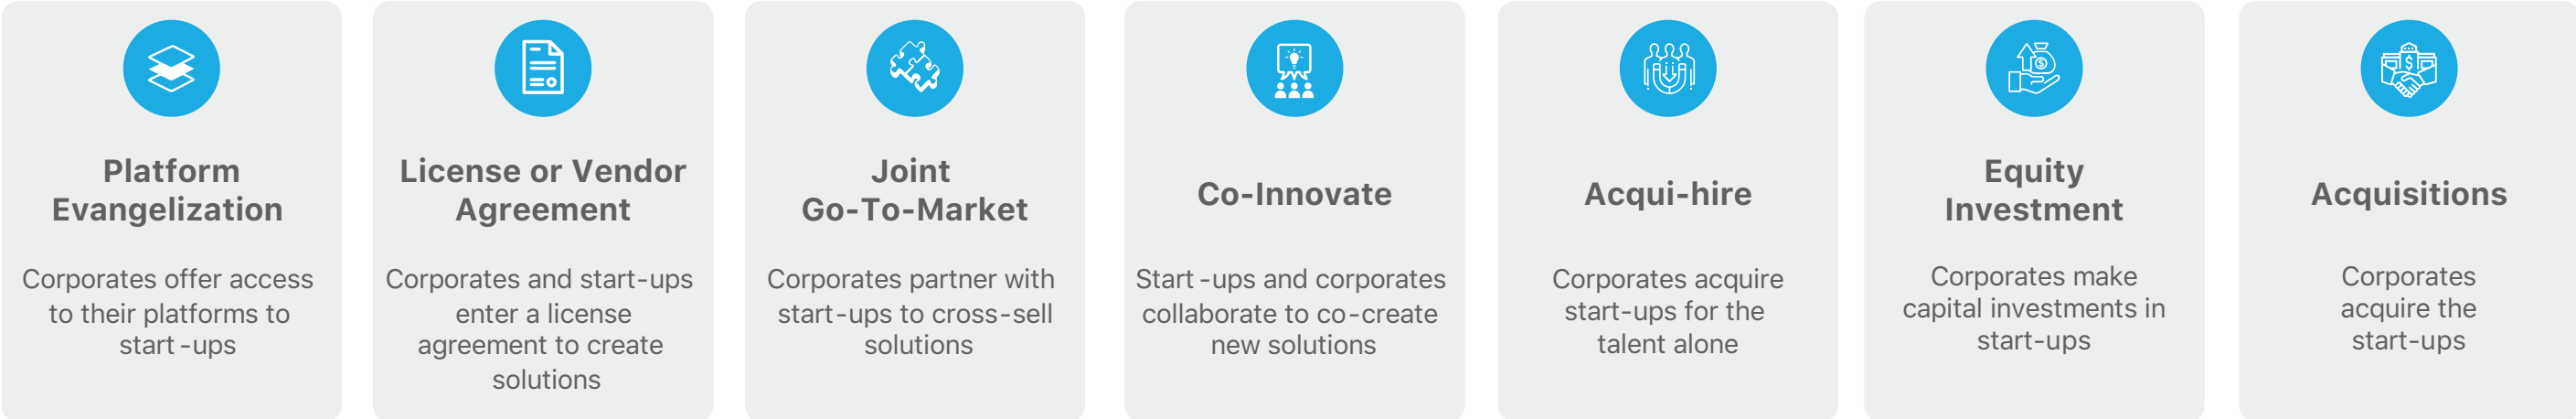 Platform
Evangelization
Corporates offer access
to their platforms to
start-ups
License or Vendor
Agreement
Corporates and start-ups
enter a license
agreement to create
solutions
Joint
Go-To-Market
Corporates partner with
start-ups to cross-sell
solutions
Co-Innovate
Start-ups and corporates
collaborate to co-create
new solutions
Acqui-hire
Corporates acquire
start-ups for the
talent alone
Equity
Investment
Corporates make
capital investments in
start-ups
Acquisitions
Corporates
acquire the
start-ups